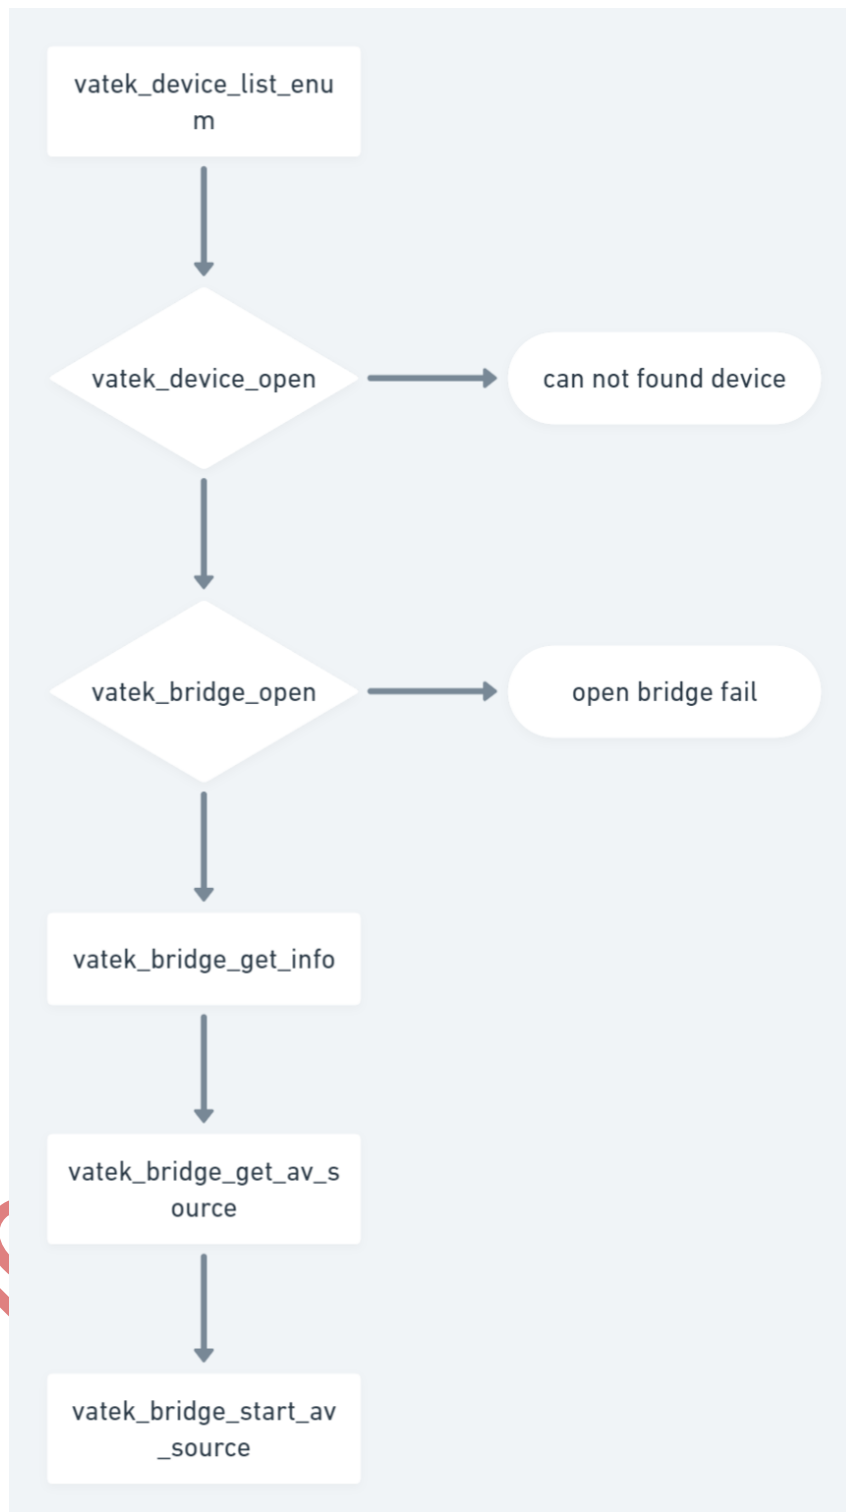 vatek_device_list_enu
m
vatek_device_open
can not found device
vatek_bridge_open
open bridge fail
vatek_bridge_get_info
vatek_bridge_get_av_s
ource
vatek_bridge_start_av
_source